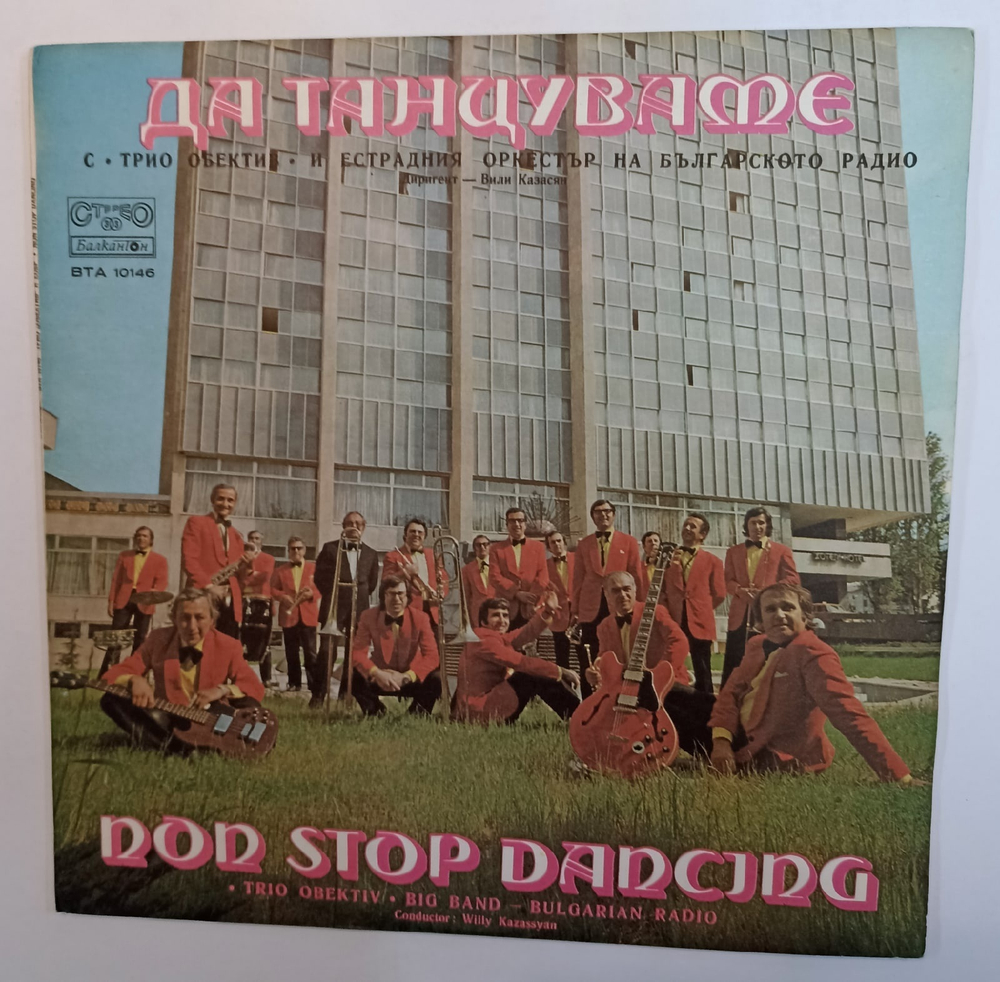 ДА ТАНЦУВАМЕ
С • ТРИО ОБЕКТИВ • И ЕСТРАДНИЯ ОРКЕСТЪР НА БЪЛГАРСКОТО РАДИО
Диригент — Вили Казасян
СТЕРЕО
Балкантон
ВТА 10146
NON STOP DANCING
• TRIO OBEKTIV • BIG BAND — BULGARIAN RADIO
Conductor: Willy Kazassyan